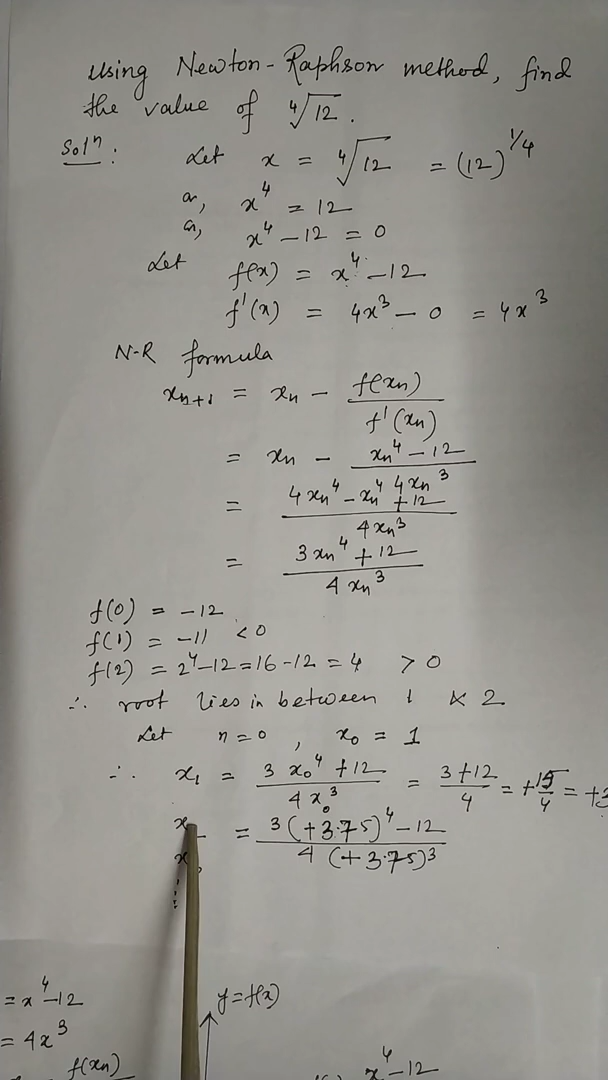 Using Newton-Raphson method, find
the value of ∜12.
Solⁿ: Let x = ∜12 = (12)^1/4
or, x⁴ = 12
or, x⁴ - 12 = 0
Let f(x) = x⁴ - 12
f'(x) = 4x³ - 0 = 4x³
N-R formula
xₙ₊₁ = xₙ - f(xₙ) / f'(xₙ)
= xₙ - (xₙ⁴ - 12) / 4xₙ³
= (4xₙ⁴ - xₙ⁴ + 12) / 4xₙ³
= (3xₙ⁴ + 12) / 4xₙ³
f(0) = -12
f(1) = -11 < 0
f(2) = 2⁴-12 = 16-12 = 4 > 0
∴ root lies in between 1 & 2
Let n = 0, x₀ = 1
∴ x₁ = (3x₀⁴ + 12) / 4x₀³ = (3+12) / 4 = +15/4 = +3
x = (3(+3.75)⁴ - 12) / 4(+3.75)³
x
= x⁴-12
= 4x³
f(xₙ)
y = f(x)
x⁴-12